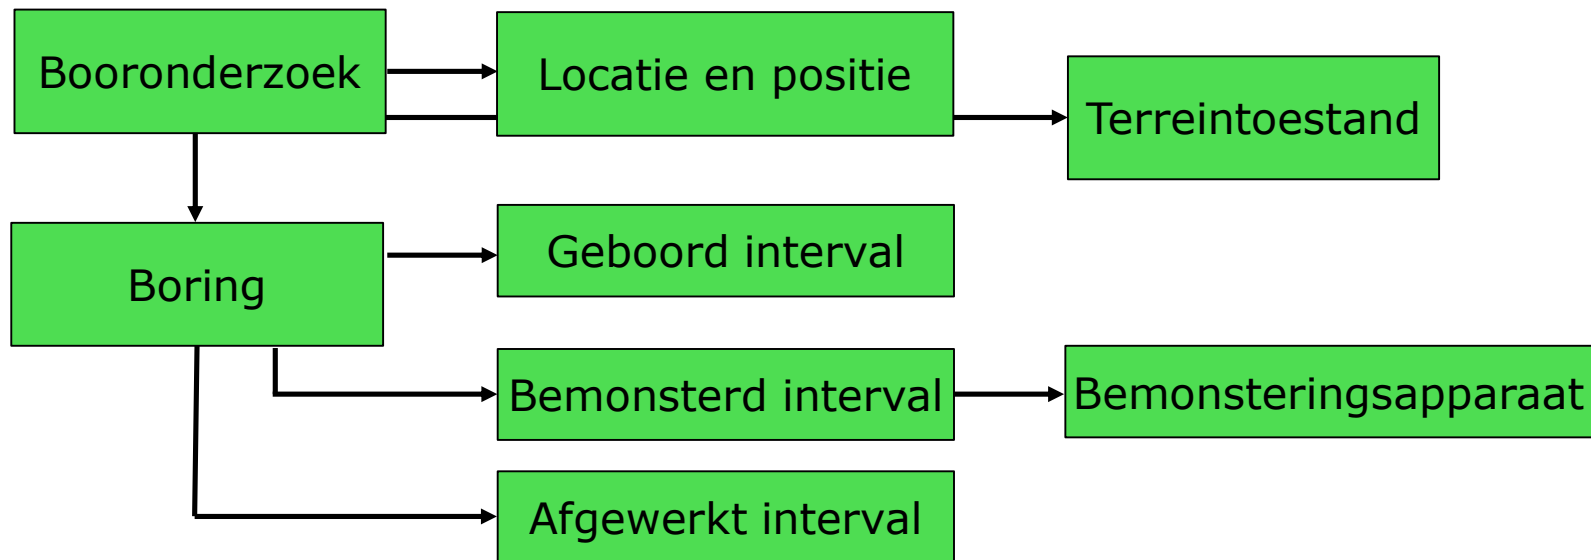 Booronderzoek
Locatie en positie
Terreintoestand
Boring
Geboord interval
Bemonsterd interval
Bemonsteringsapparaat
Afgewerkt interval